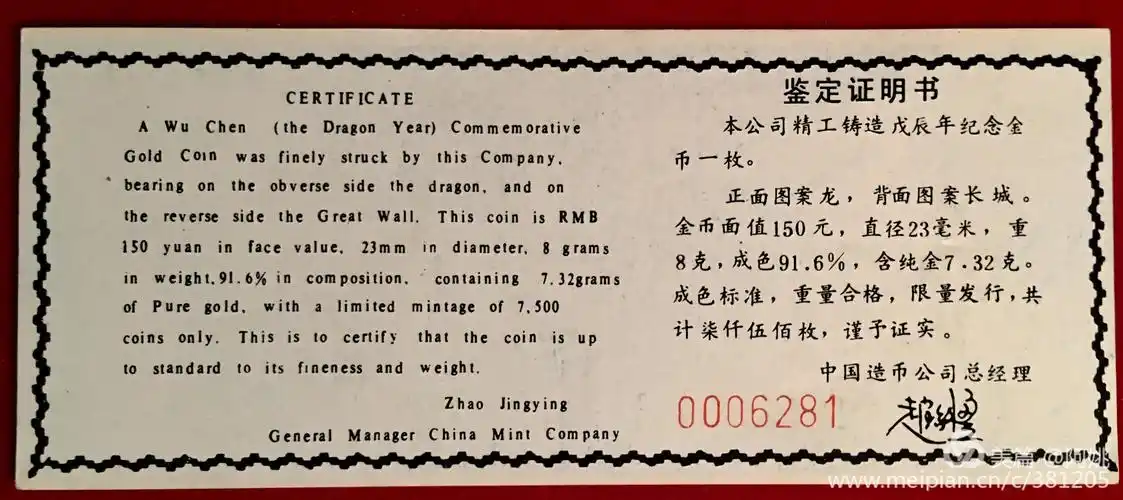 CERTIFICATE
A Wu Chen (the Dragon Year) Commemorative
Gold Coin was finely struck by this Company,
bearing on the obverse side the dragon, and on
the reverse side the Great Wall. This coin is RMB
150 yuan in face value, 23mm in diameter, 8 grams
in weight,91.6% in composition, containing 7.32grams
of Pure gold, with a limited mintage of 7,500
coins only. This is to certify that the coin is up
to standard to its fineness and weight.
Zhao Jingying
General Manager China Mint Company
鉴定证明书
本公司精工铸造戊辰年纪念金
币一枚。
正面图案龙，背面图案长城。
金币面值150元，直径23毫米，重
8克，成色91.6%，含纯金7.32克。
成色标准，重量合格，限量发行，共
计柒仟伍佰枚，谨予证实。
中国造币公司总经理
0006281
美篇 @阿姚
www.meipian.cn/c/381205